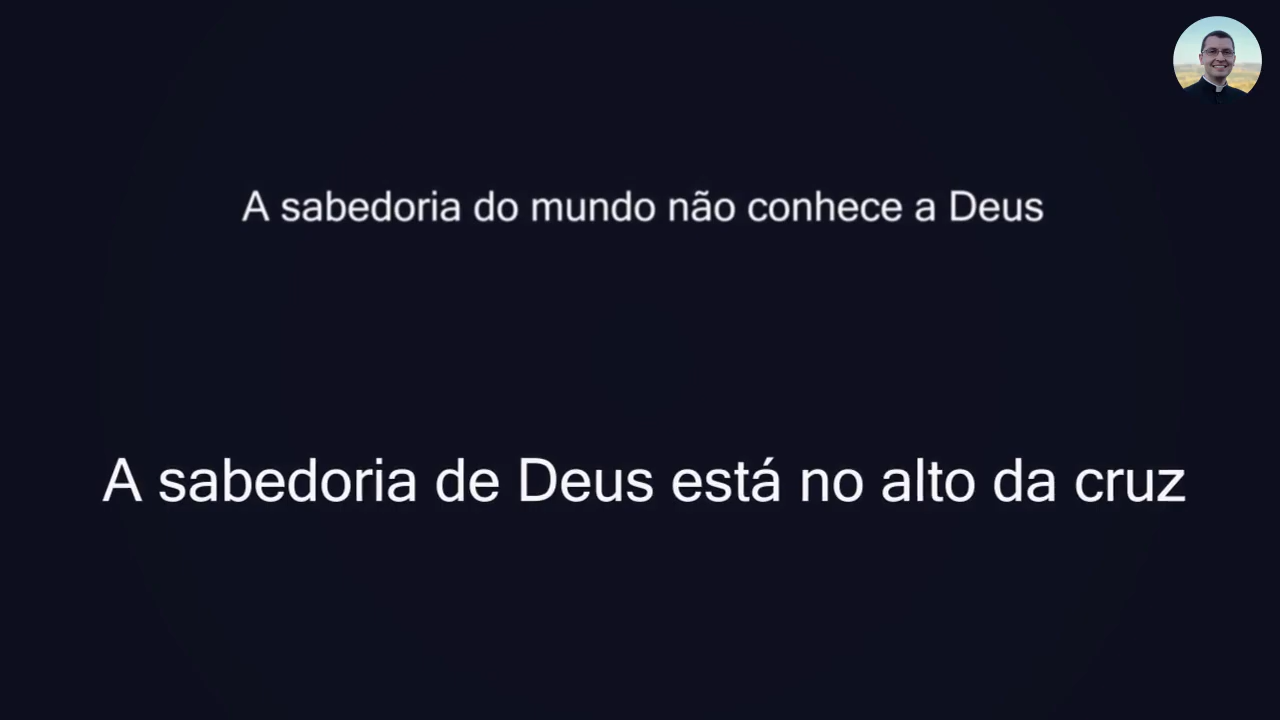 A sabedoria do mundo não conhece a Deus
A sabedoria de Deus está no alto da cruz